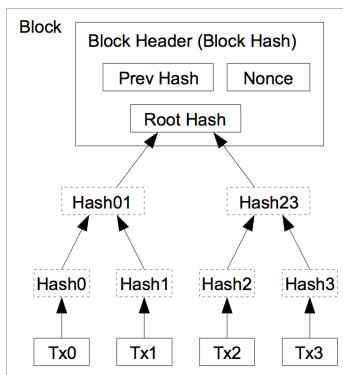 Block
Block Header (Block Hash)
Prev Hash
Nonce
Root Hash
Hash01
Hash23
Hash0
Hash1
Hash2
Hash3
Tx0
Tx1
Tx2
Tx3